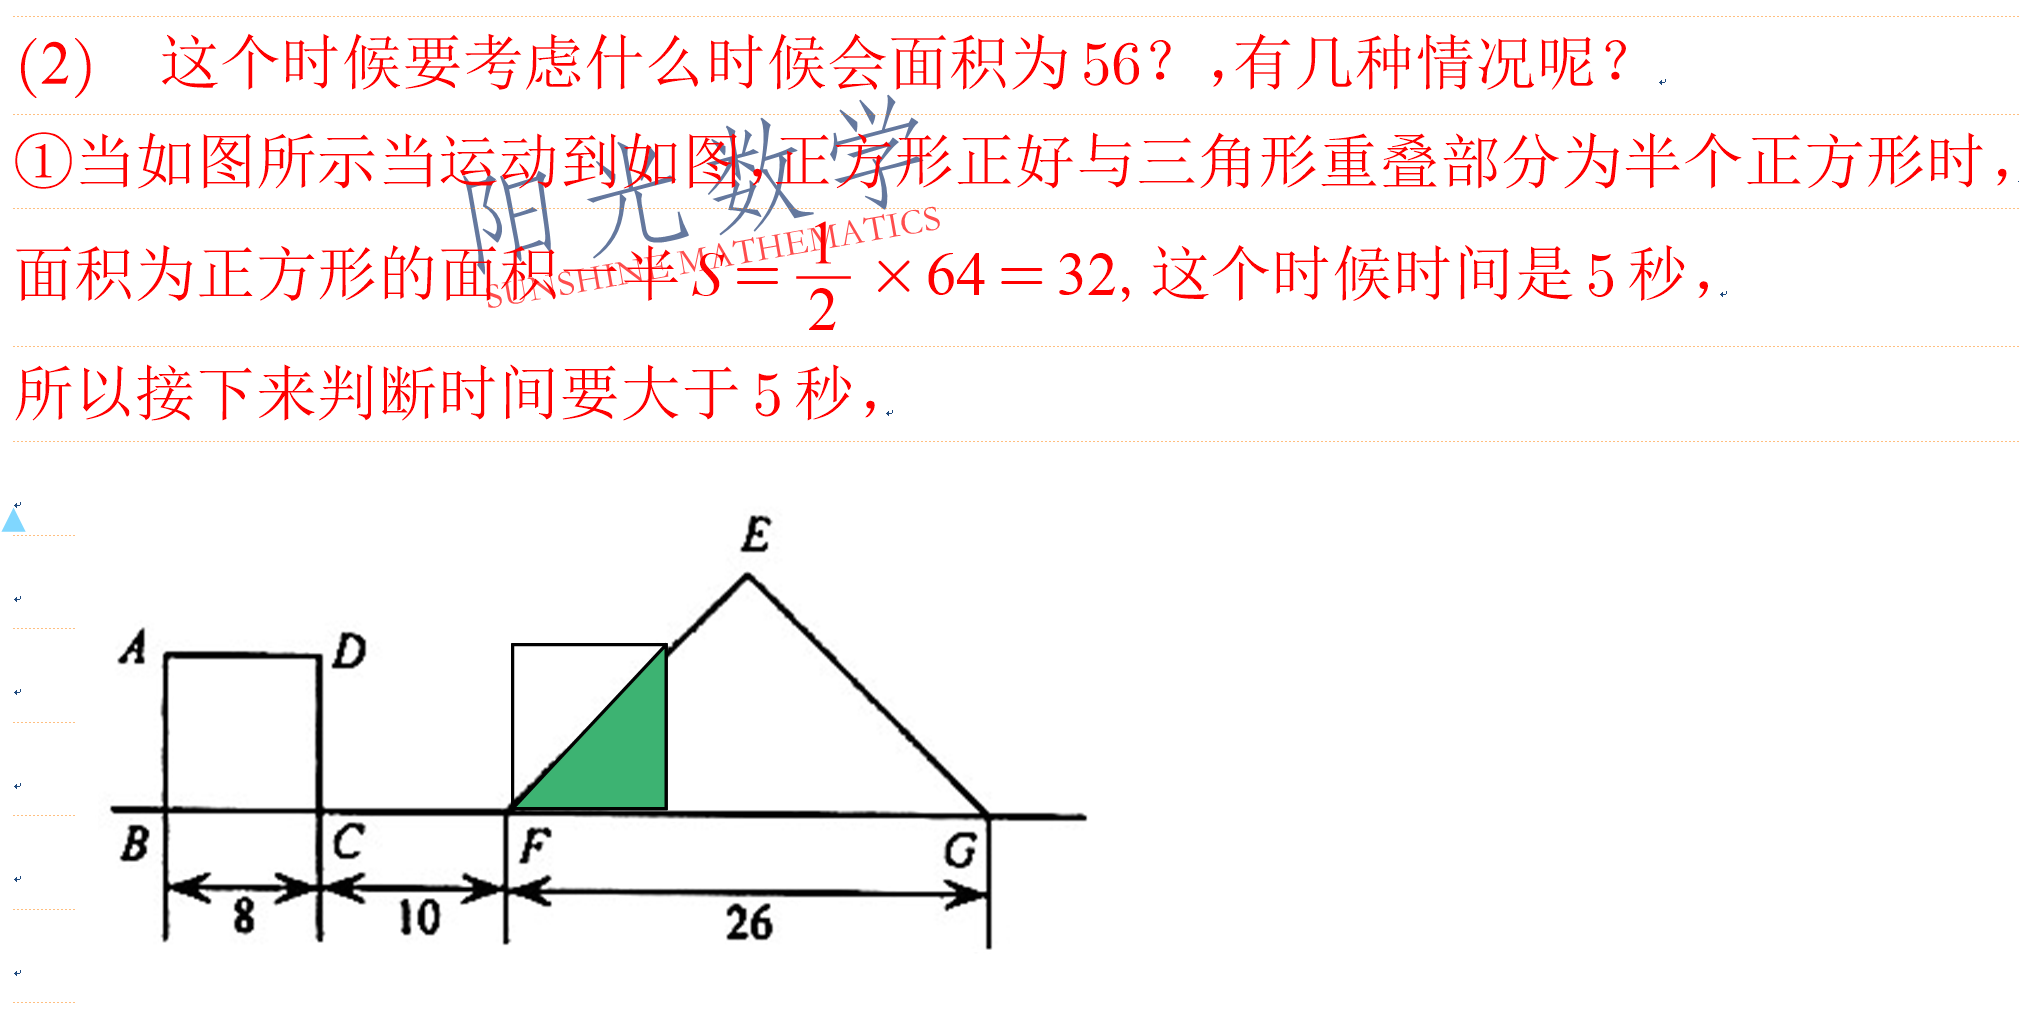 (2) 这个时候要考虑什么时候会面积为56？,有几种情况呢？
①当如图所示当运动到如图,正方形正好与三角形重叠部分为半个正方形时,
面积为正方形的面积一半S=1/2×64=32,这个时候时间是5秒,
所以接下来判断时间要大于5秒,
阳光数学
SUNSHINE MATHEMATICS
E
A D
B C F G
8 10 26